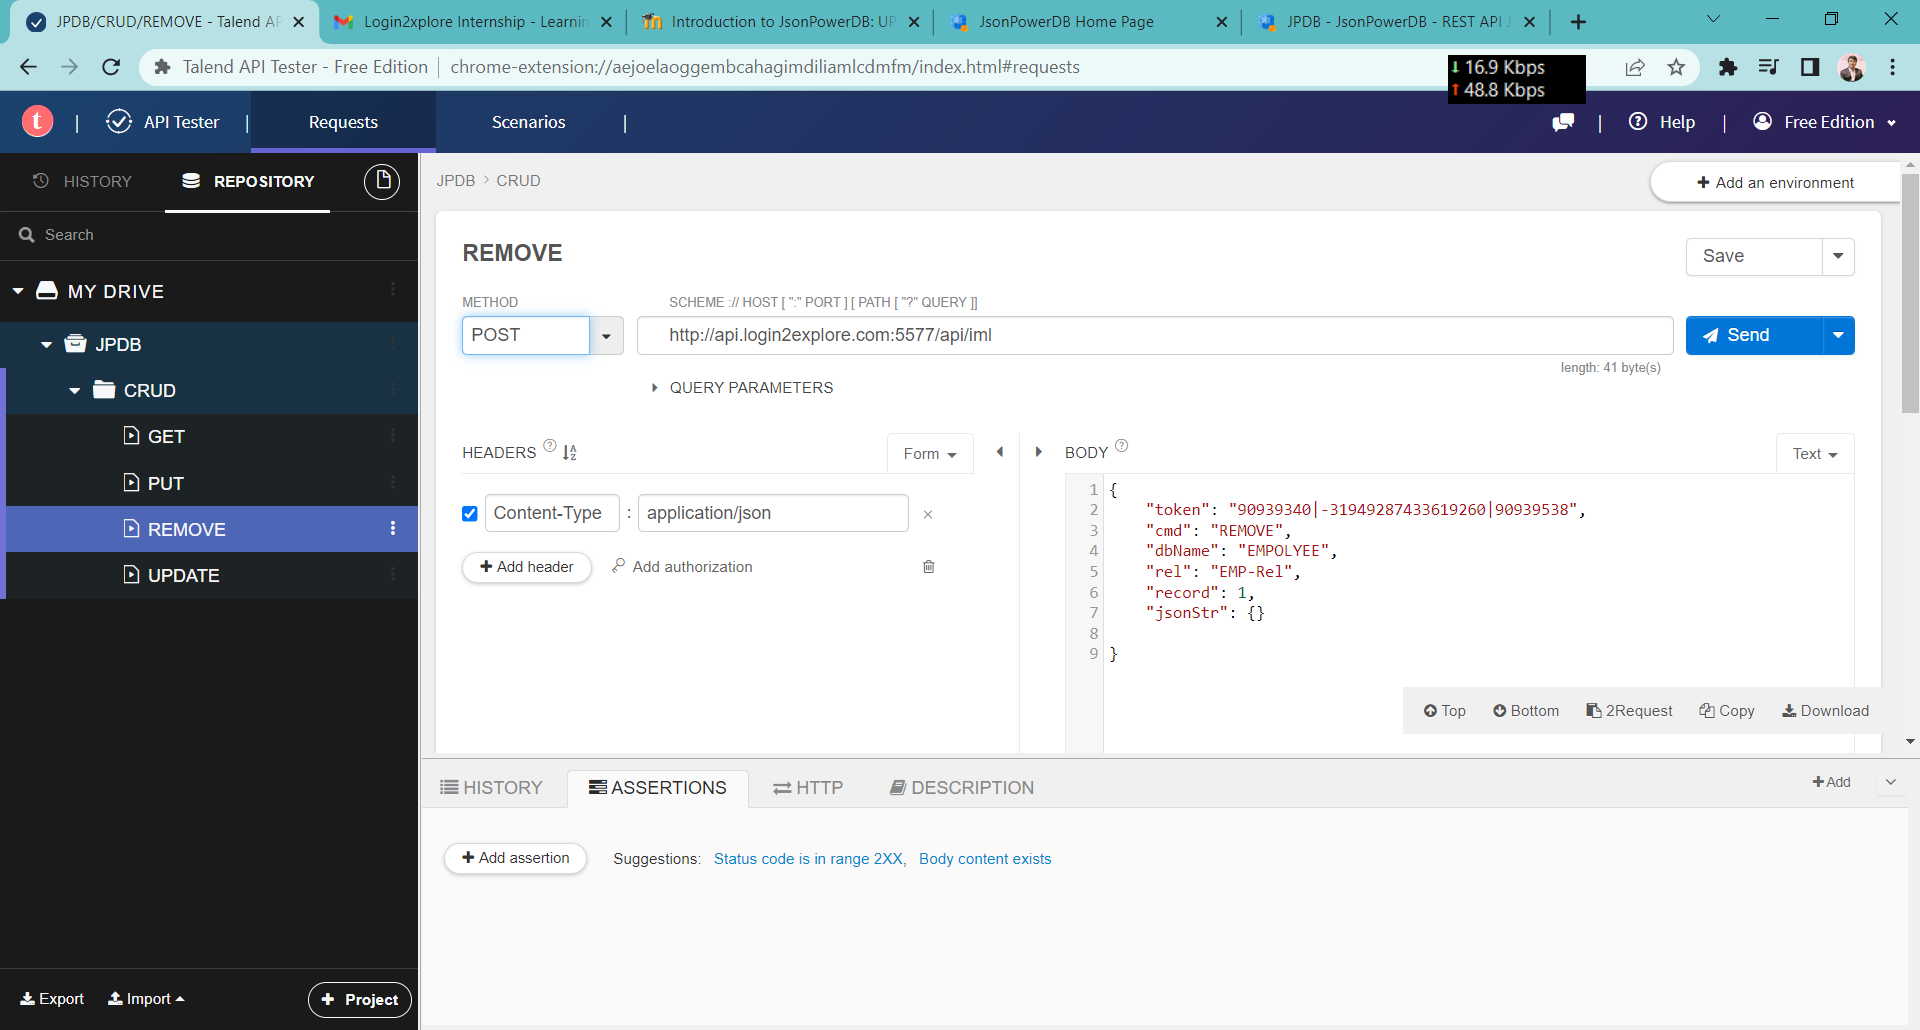 JPDB/CRUD/REMOVE - Talend AP
Login2xplore Internship - Learnin
Introduction to JsonPowerDB: UP
JsonPowerDB Home Page
JPDB - JsonPowerDB - REST API J
Talend API Tester - Free Edition
chrome-extension://aejoelaoggembcahagimdiliamlcdmfm/index.html#requests
16.9 Kbps
48.8 Kbps
t
API Tester
Requests
Scenarios
Help
Free Edition
HISTORY
REPOSITORY
JPDB > CRUD
Add an environment
Search
MY DRIVE
JPDB
CRUD
GET
PUT
REMOVE
UPDATE
Export
Import
Project
REMOVE
Save
METHOD
SCHEME :// HOST [ ":" PORT ] [ PATH [ "?" QUERY ]]
POST
http://api.login2explore.com:5577/api/iml
Send
length: 41 byte(s)
QUERY PARAMETERS
HEADERS
Form
Content-Type : application/json
Add header
Add authorization
BODY
Text
1 {
2 "token": "90939340|-31949287433619260|90939538",
3 "cmd": "REMOVE",
4 "dbName": "EMPOLYEE",
5 "rel": "EMP-Rel",
6 "record": 1,
7 "jsonStr": {}
8
9 }
Top
Bottom
2Request
Copy
Download
HISTORY
ASSERTIONS
HTTP
DESCRIPTION
Add
Add assertion
Suggestions: Status code is in range 2XX, Body content exists